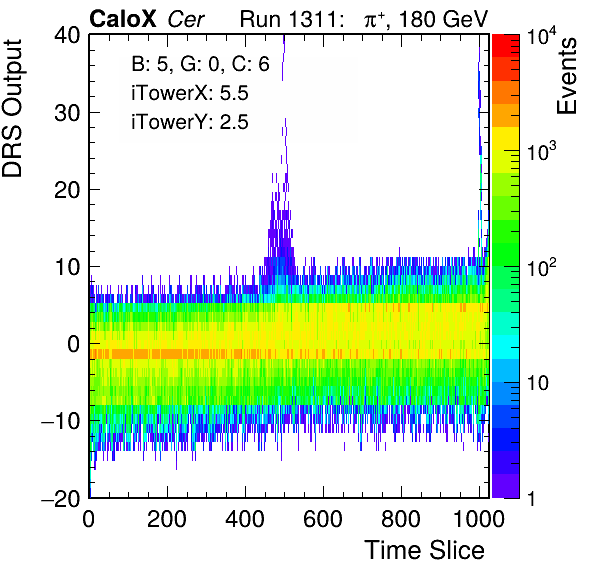 CaloX Cer Run 1311: π⁺, 180 GeV
B: 5, G: 0, C: 6
iTowerX: 5.5
iTowerY: 2.5
DRS Output
40
30
20
10
0
−10
−20
0 200 400 600 800 1000
Time Slice
Events
10⁴
10³
10²
10
1